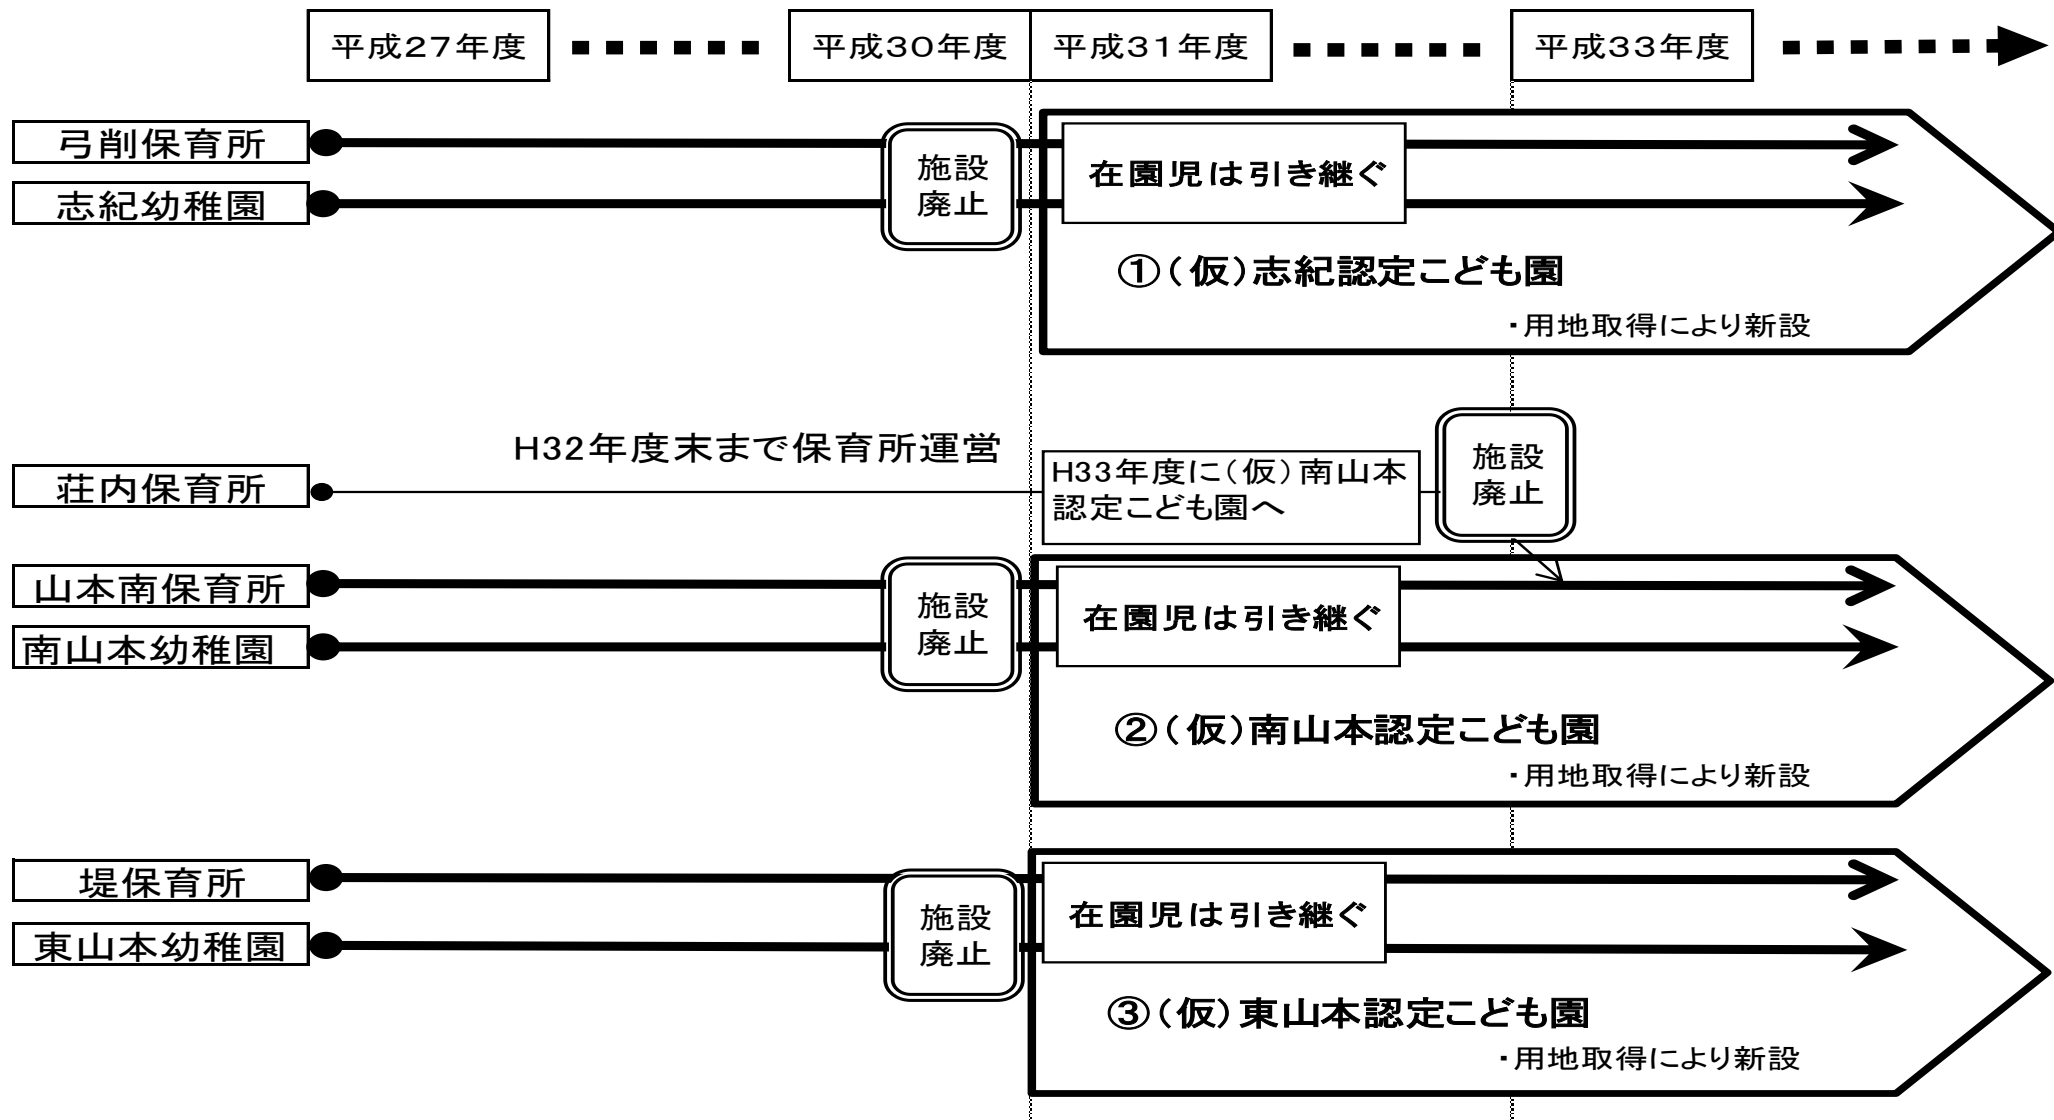 平成27年度
平成30年度
平成31年度
平成33年度
弓削保育所
志紀幼稚園
施設
廃止
在園児は引き継ぐ
①(仮)志紀認定こども園
・用地取得により新設
H32年度末まで保育所運営
荘内保育所
H33年度に(仮)南山本
認定こども園へ
施設
廃止
山本南保育所
南山本幼稚園
施設
廃止
在園児は引き継ぐ
②(仮)南山本認定こども園
・用地取得により新設
堤保育所
東山本幼稚園
施設
廃止
在園児は引き継ぐ
③(仮)東山本認定こども園
・用地取得により新設